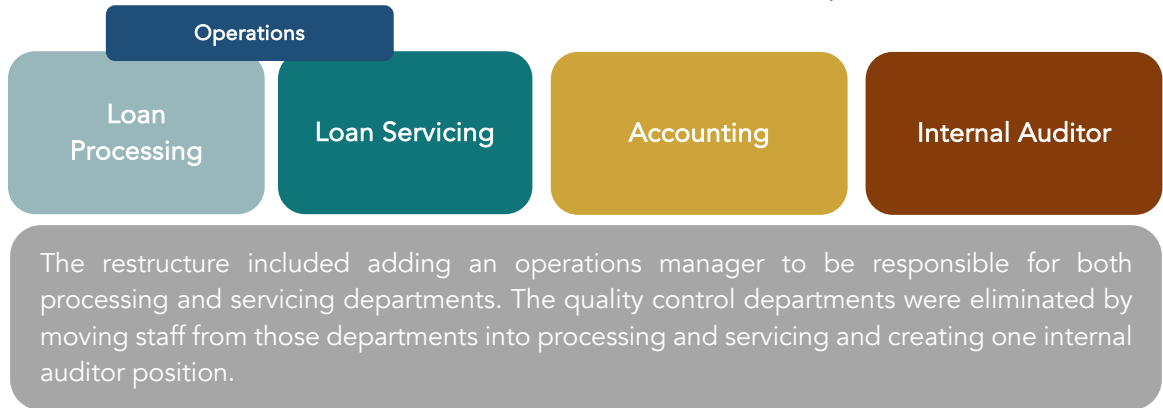 Operations
Loan
Processing
Loan Servicing
Accounting
Internal Auditor
The restructure included adding an operations manager to be responsible for both
processing and servicing departments. The quality control departments were eliminated by
moving staff from those departments into processing and servicing and creating one internal
auditor position.